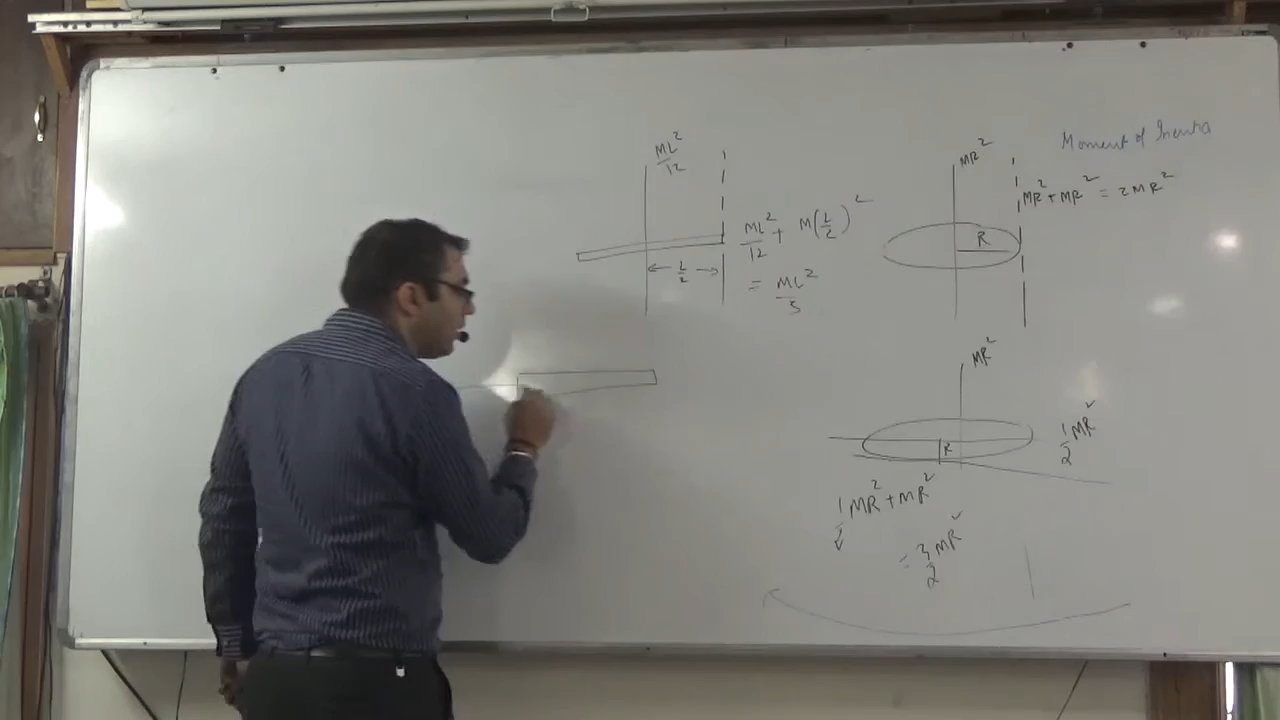 Moment of Inertia
ML²/12
ML²/12 + M(L/2)²
= ML²/3
L/2
MR²
MR² + MR² = 2MR²
R
MR²
R
1/2 MR²
1/2 MR² + MR²
= 3/2 MR²